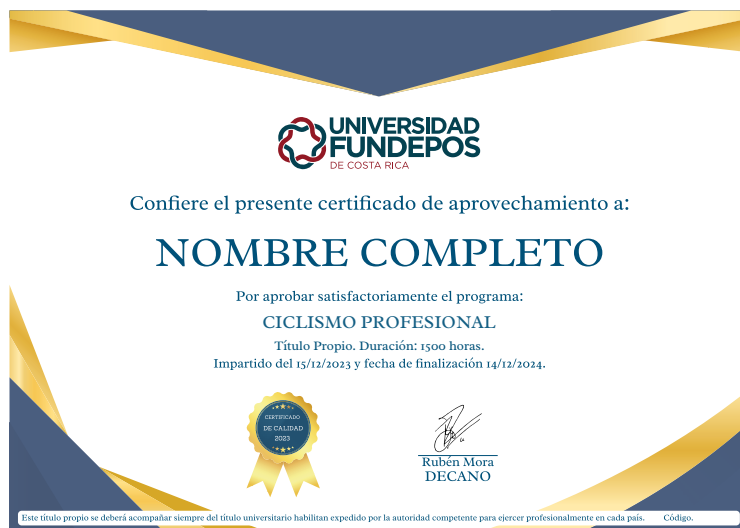 UNIVERSIDAD
FUNDEPOS
DE COSTA RICA
Confiere el presente certificado de aprovechamiento a:
NOMBRE COMPLETO
Por aprobar satisfactoriamente el programa:
CICLISMO PROFESIONAL
Título Propio. Duración: 1500 horas.
Impartido del 15/12/2023 y fecha de finalización 14/12/2024.
CERTIFICADO
DE CALIDAD
2023
Rubén Mora
DECANO
Este título propio se deberá acompañar siempre del título universitario habilitan expedido por la autoridad competente para ejercer profesionalmente en cada país. Código.